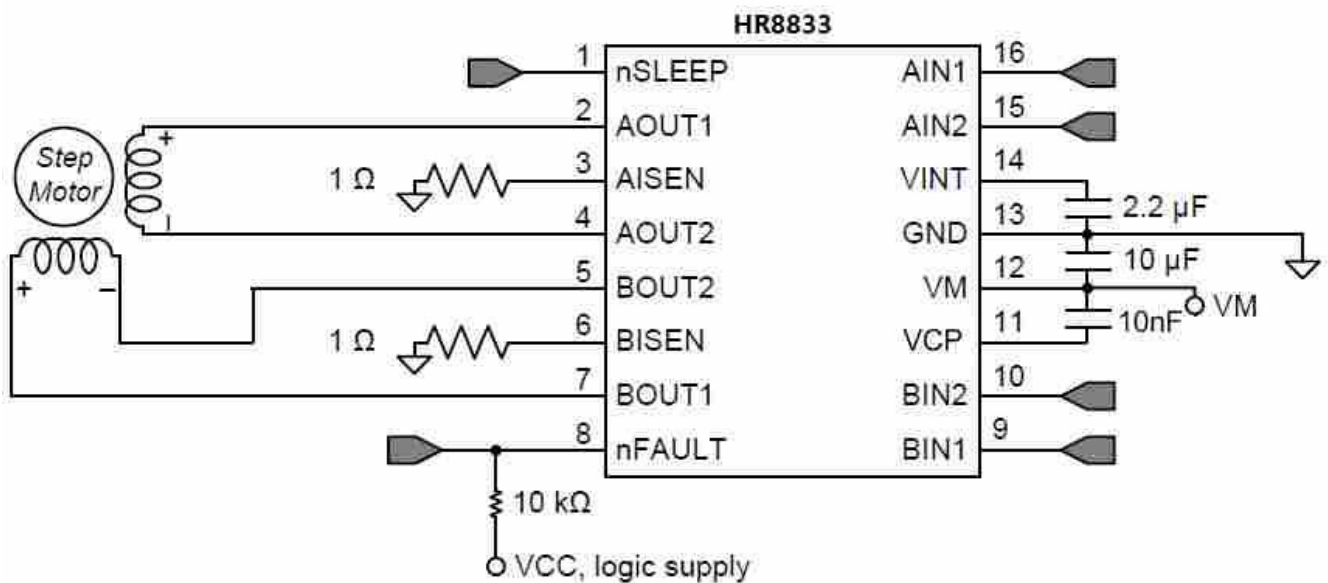 HR8833
1
nSLEEP
AIN1
16
2
AOUT1
AIN2
15
Step
Motor
+
1 Ω
3
AISEN
VINT
14
2.2 µF
4
AOUT2
GND
13
10 µF
+
−
5
BOUT2
VM
12
VM
1 Ω
6
BISEN
VCP
11
10nF
7
BOUT1
BIN2
10
8
nFAULT
BIN1
9
10 kΩ
VCC, logic supply